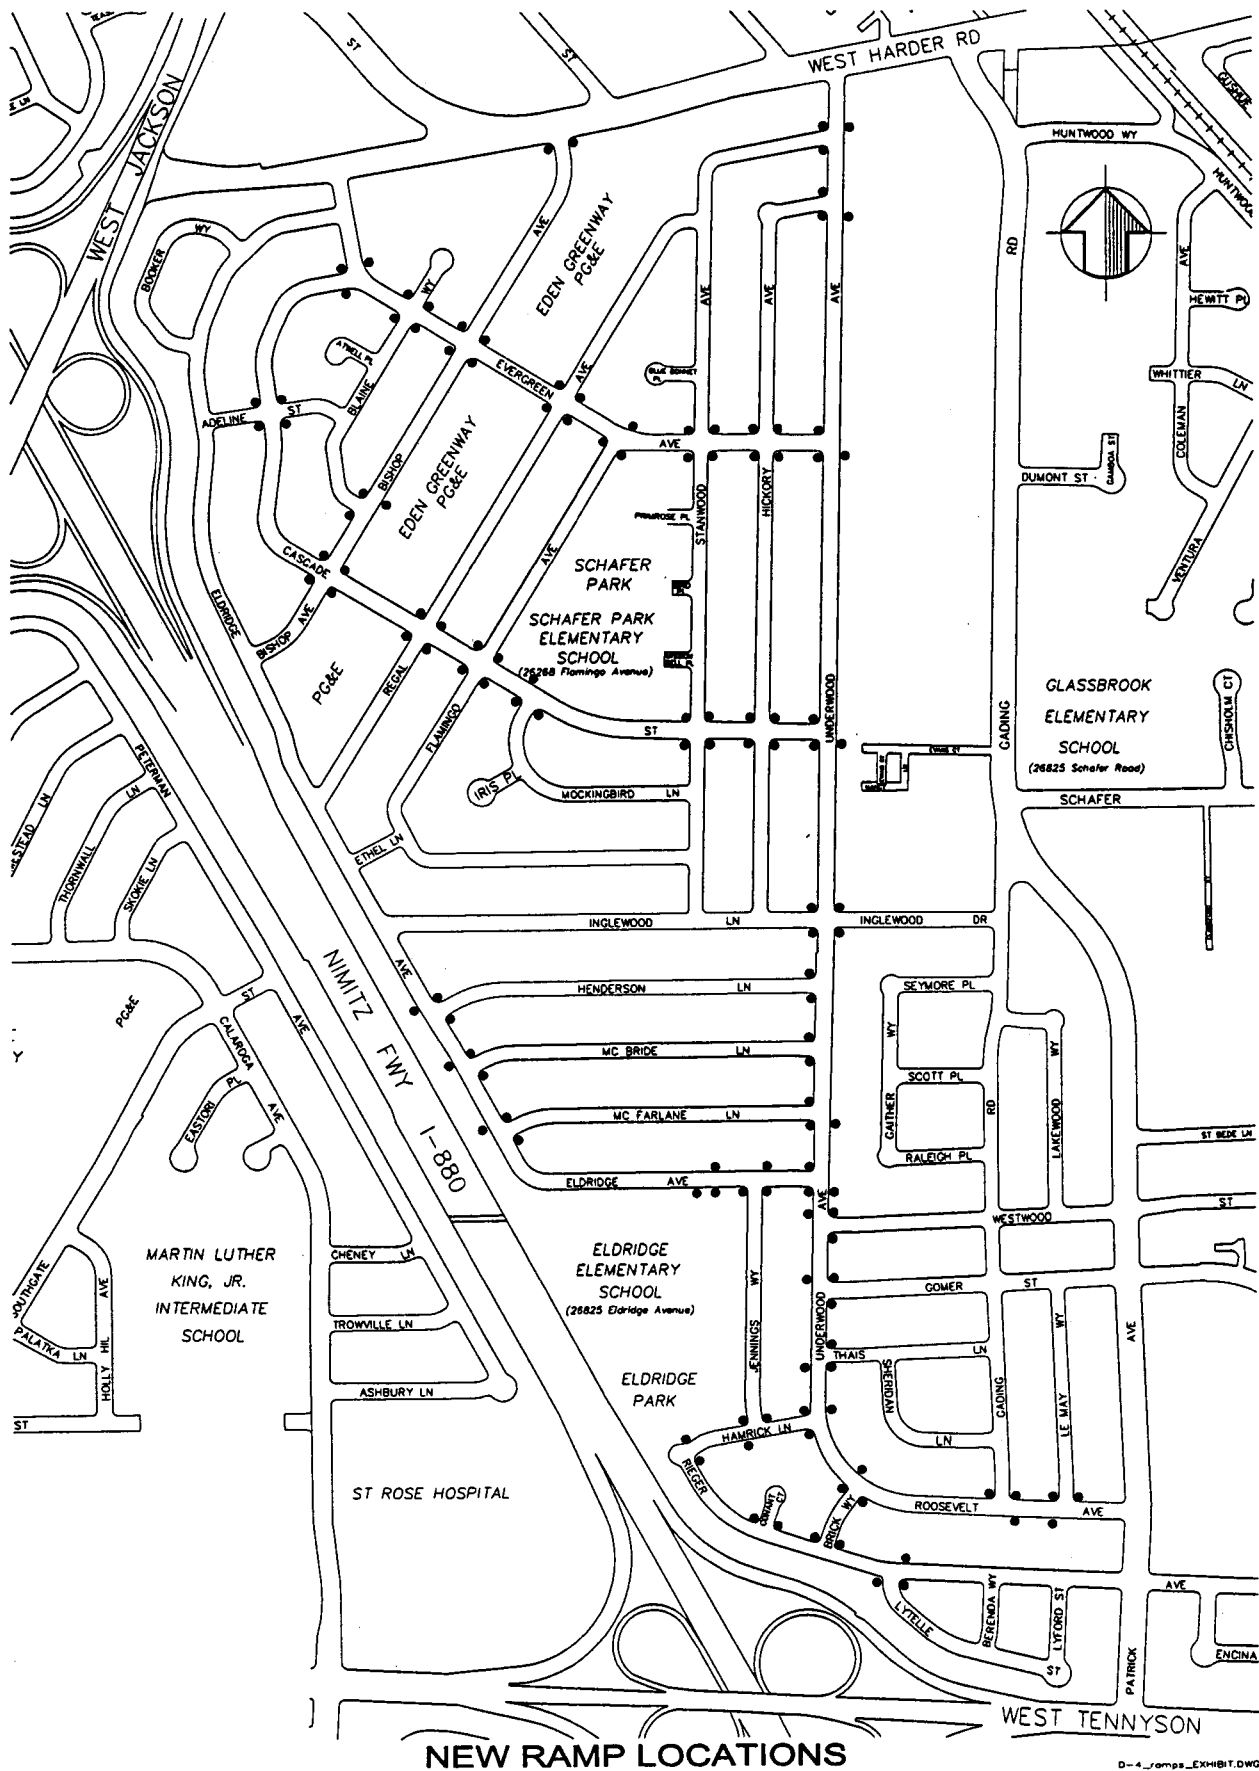 ST
ST
WEST HARDER RD
WEST JACKSON
HUNTWOOD WY
RD
AVE
HEWITT PL
WHITTIER LN
COLEMAN
BOOKER WY
WY
AVE
EDEN GREENWAY
PG&E
AVE
AVE
AVE
ATWELL PL
BLAINE
EVERGREEN AVE
AVE
BLUE BONNET
PL
ADELINE ST
BISHOP
EDEN GREENWAY
PG&E
DUMONT ST
GAMBOA ST
VENTURA
PRIMROSE PL
STANWOOD
HICKORY
AVE
CASCADE
SCHAFER
PARK
SCHAFER PARK
ELEMENTARY
SCHOOL
(26268 Flamingo Avenue)
ELDRIDGE
BISHOP AVE
PG&E
REGAL
FLAMINGO
ST
UNDERWOOD
GADING
GLASSBROOK
ELEMENTARY
SCHOOL
(26825 Schafer Road)
CHISHOLM CT
SCHAFER
PETERMAN
LN
LN
THORNWALL
SKOKIE LN
IRIS PL
MOCKINGBIRD LN
ETHEL LN
INGLEWOOD LN
INGLEWOOD DR
NIMITZ FWY I-880
AVE
HENDERSON LN
SEYMORE PL
MC BRIDE LN
SCOTT PL
GAITHER WY
RD
LAKEWOOD WY
MC FARLANE LN
RALEIGH PL
ST BEDE LN
PG&E
ST
AVE
CALAROGA AVE
EASTORI PL
ELDRIDGE AVE
AVE
WESTWOOD ST
MARTIN LUTHER
KING, JR.
INTERMEDIATE
SCHOOL
CHENEY LN
ELDRIDGE
ELEMENTARY
SCHOOL
(26825 Eldridge Avenue)
GOMER ST
SOUTHGATE
PALATKA LN
HOLLY HIL AVE
TROWVILLE LN
JENNINGS WY
UNDERWOOD
THAIS LN
SHERIDAN LN
GADING
LE MAY WY
AVE
ASHBURY LN
ELDRIDGE
PARK
ST
HAMRICK LN
RIEGER
ST ROSE HOSPITAL
CORANT CT
BRICK WY
ROOSEVELT AVE
LYTELLE ST
BERENDA WY
LYFORD ST
AVE
PATRICK
ENCINA
WEST TENNYSON
NEW RAMP LOCATIONS
D-4_ramps_EXHIBIT.DWG